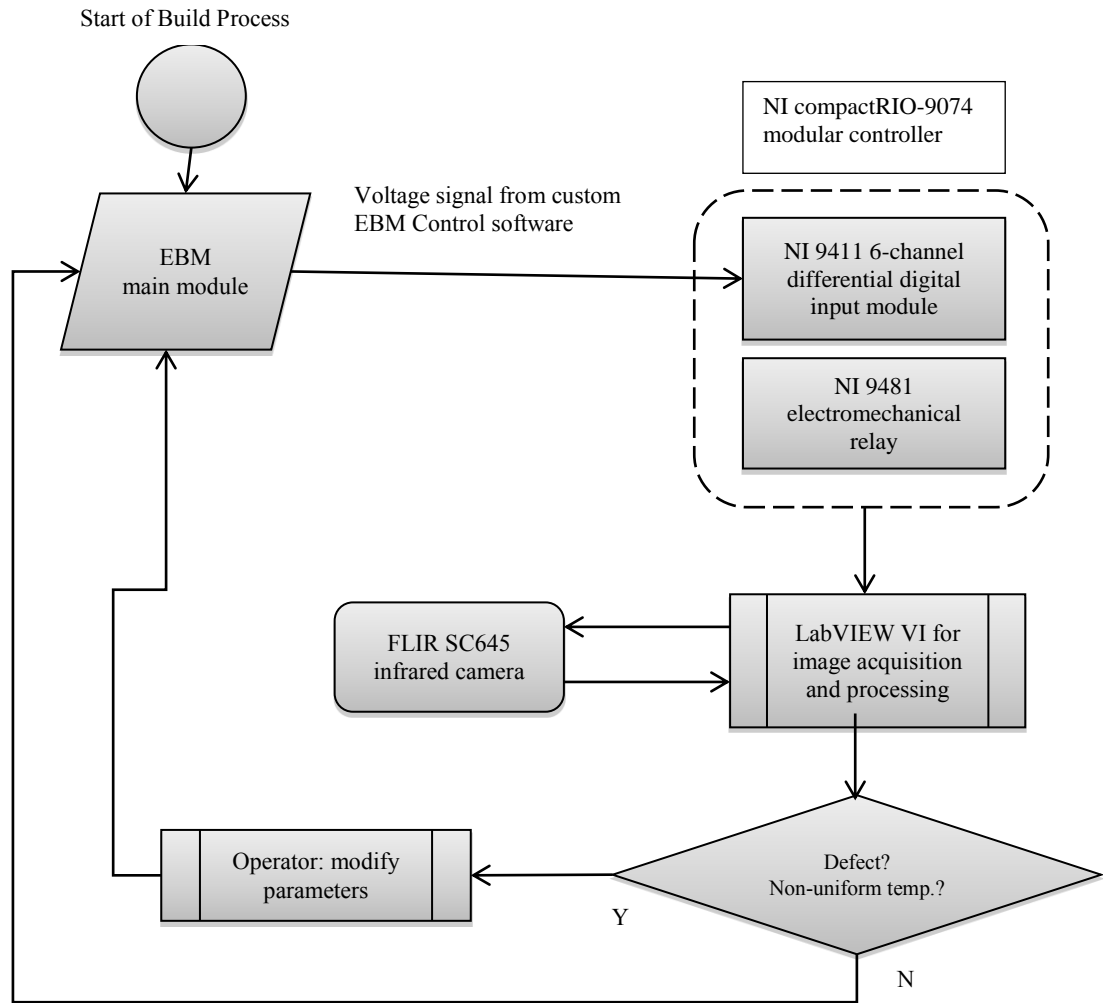 Start of Build Process
NI compactRIO-9074
modular controller
Voltage signal from custom
EBM Control software
EBM
main module
NI 9411 6-channel
differential digital
input module
NI 9481
electromechanical
relay
FLIR SC645
infrared camera
LabVIEW VI for
image acquisition
and processing
Operator: modify
parameters
Defect?
Non-uniform temp.?
Y
N